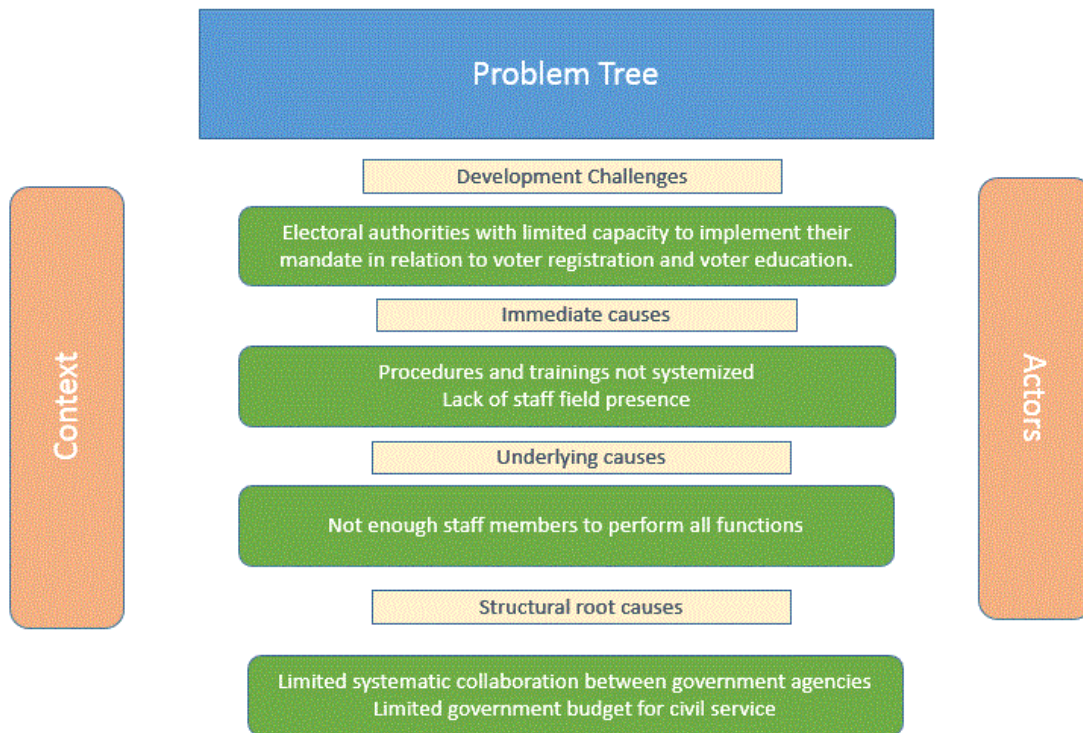 Problem Tree
Development Challenges
Electoral authorities with limited capacity to implement their
mandate in relation to voter registration and voter education.
Immediate causes
Procedures and trainings not systemized
Lack of staff field presence
Underlying causes
Not enough staff members to perform all functions
Structural root causes
Limited systematic collaboration between government agencies
Limited government budget for civil service
Context
Actors